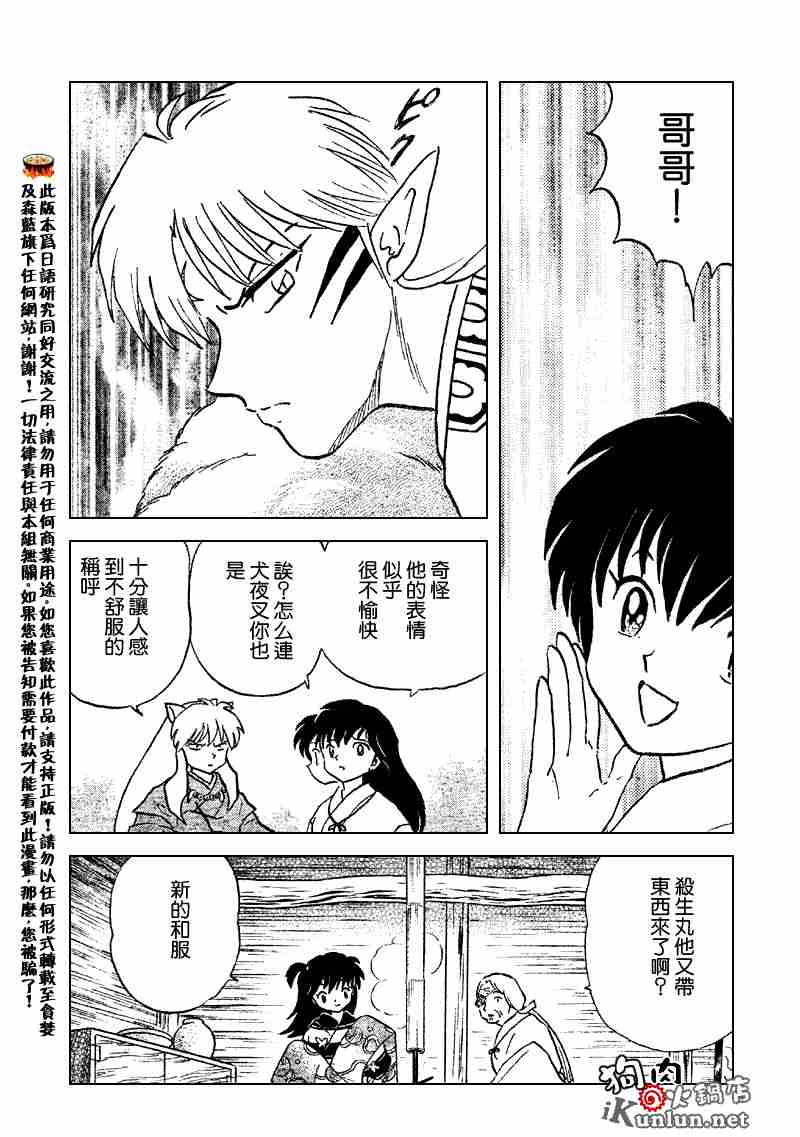 哥哥！
ピク
奇怪
他的表情
似乎
很不愉快
誒？怎么連
犬夜叉你也
是
十分讓人感
到不舒服的
稱呼
殺生丸他又帶
東西來了啊？
新的和服
此版本爲日語研究同好交流之用，請勿用于任何商業用途。如您喜歡此作品，請支持正版！請勿以任何形式轉載至貪婪
及森藍旗下任何網站，謝謝！一切法律責任與本組無關。如果您被告知需要付款才能看到此漫畫，那麽，您被騙了！
狗肉
火鍋店
iKunlun.net